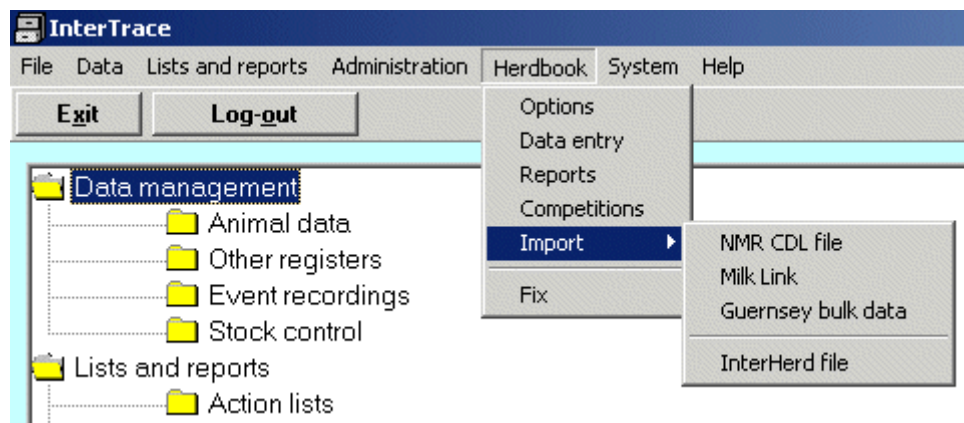 InterTrace
File Data Lists and reports Administration Herdbook System Help
Exit Log-out
Options
Data entry
Reports
Competitions
Import
Fix
NMR CDL file
Milk Link
Guernsey bulk data
InterHerd file
Data management
Animal data
Other registers
Event recordings
Stock control
Lists and reports
Action lists